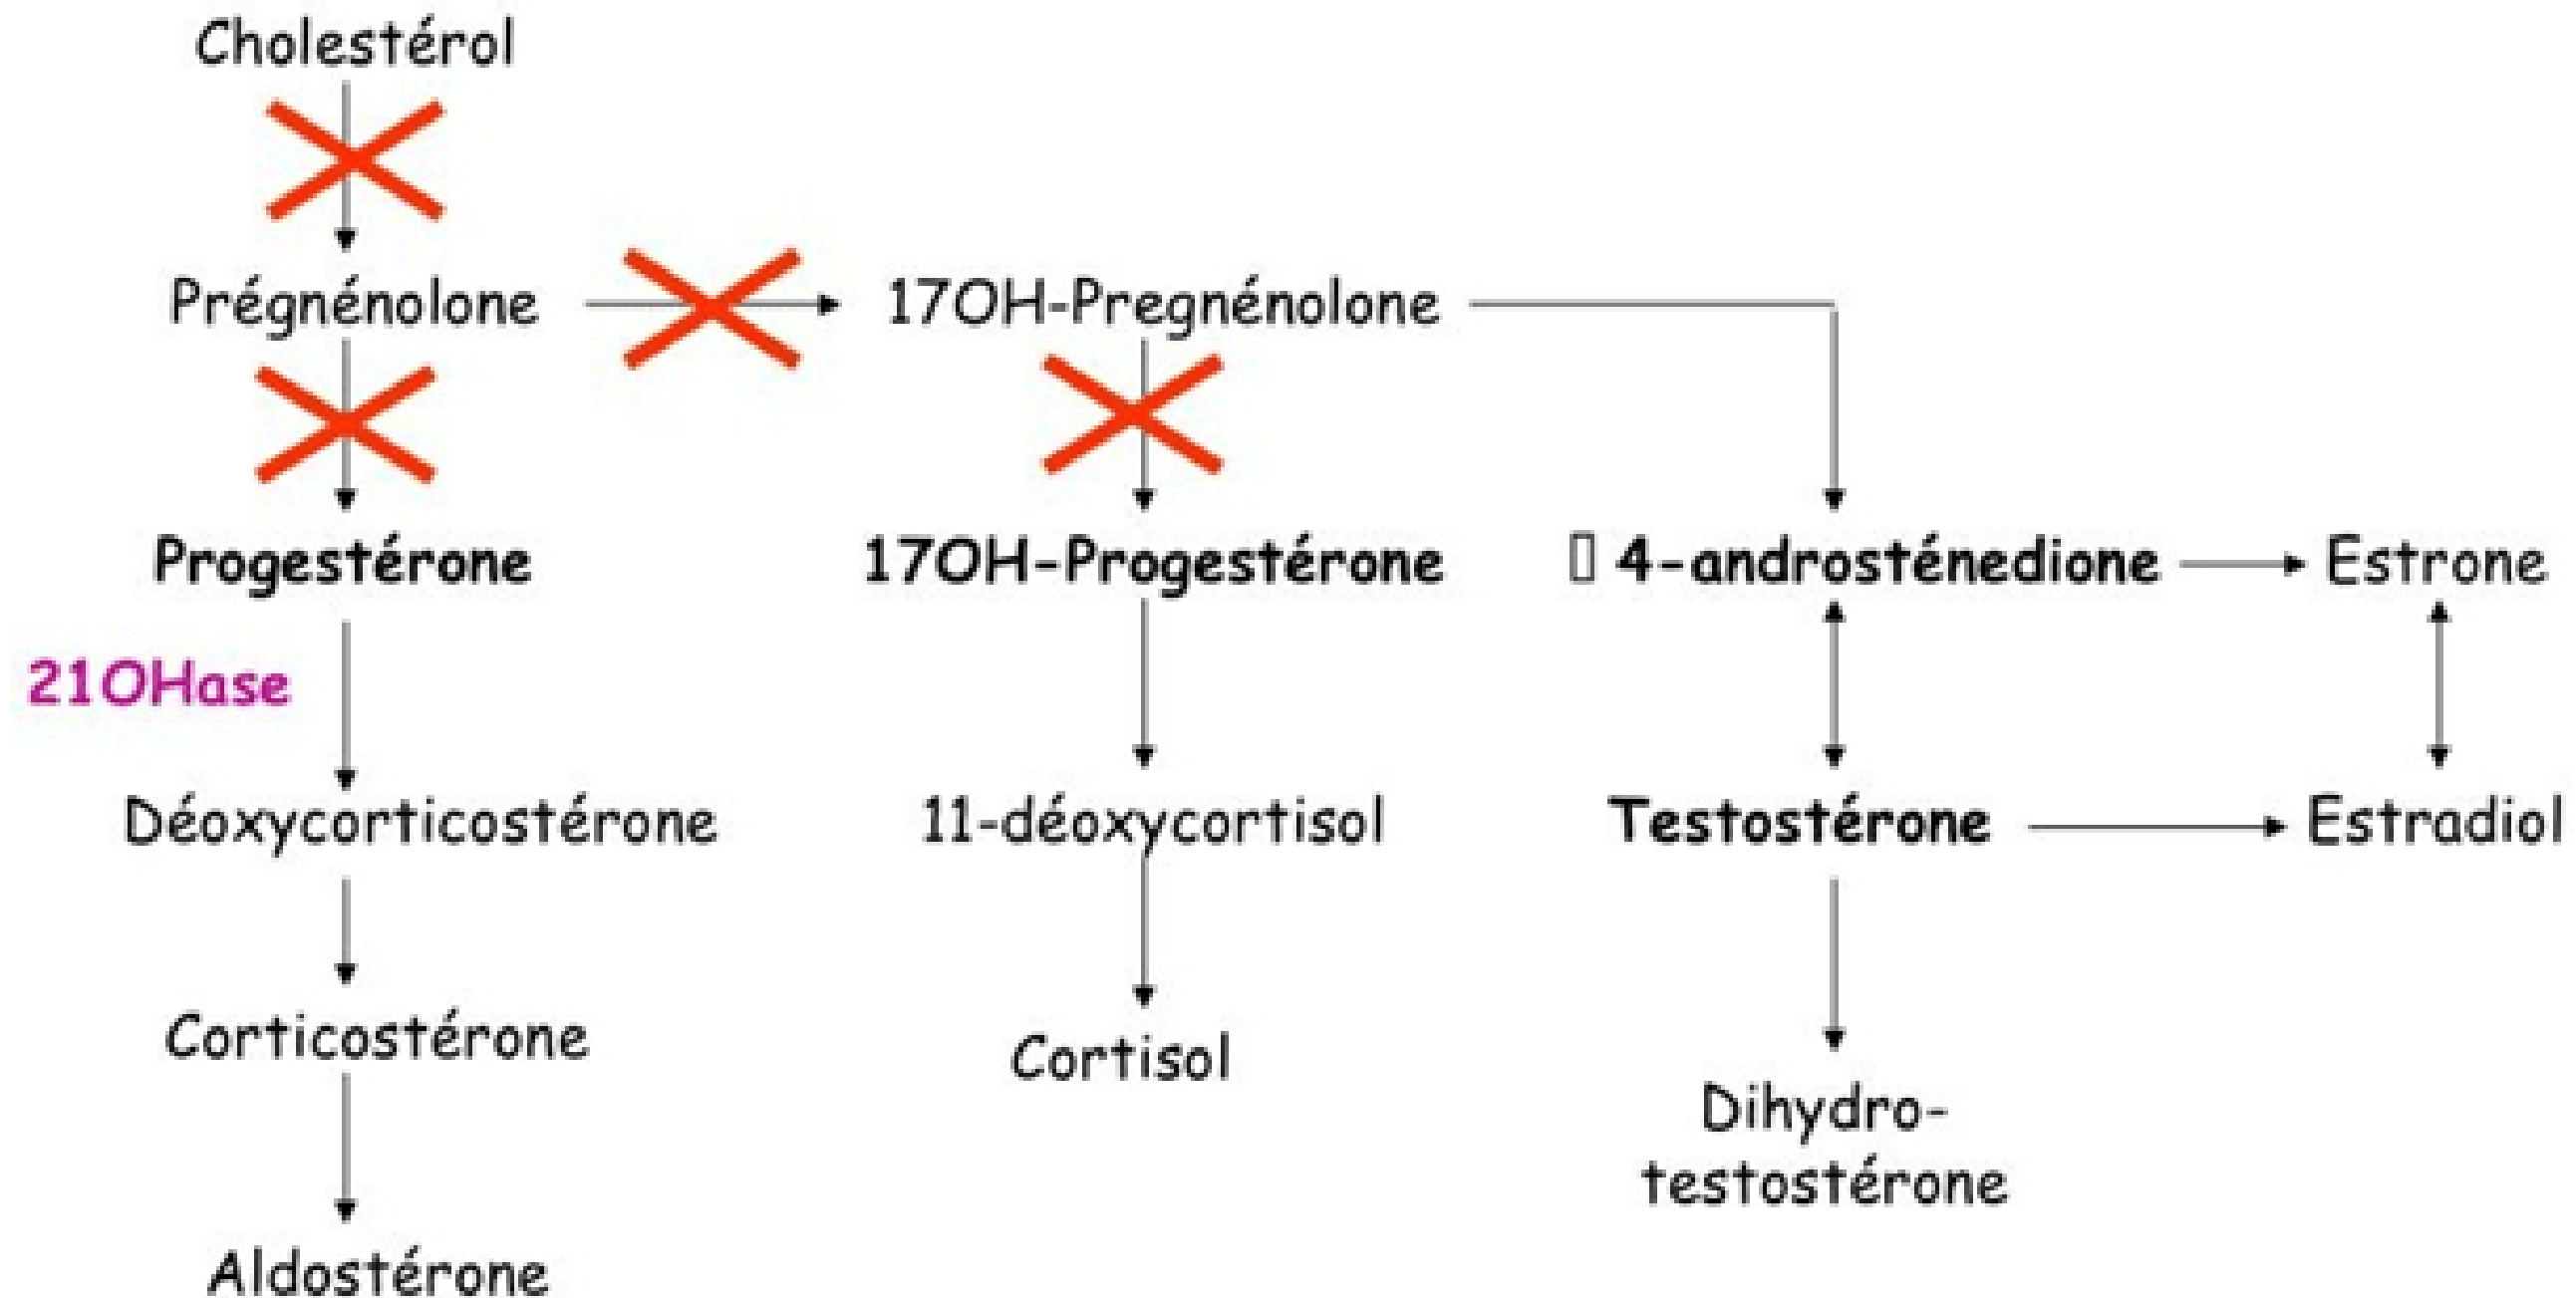 Cholestérol
Prégnénolone
17OH-Pregnénolone
Progestérone
17OH-Progestérone
▯ 4-androsténedione
Estrone
21OHase
Déoxycorticostérone
11-déoxycortisol
Testostérone
Estradiol
Corticostérone
Cortisol
Dihydro-
testostérone
Aldostérone